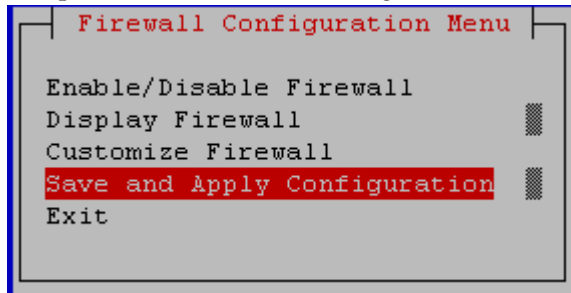 Firewall Configuration Menu
Enable/Disable Firewall
Display Firewall
Customize Firewall
Save and Apply Configuration
Exit